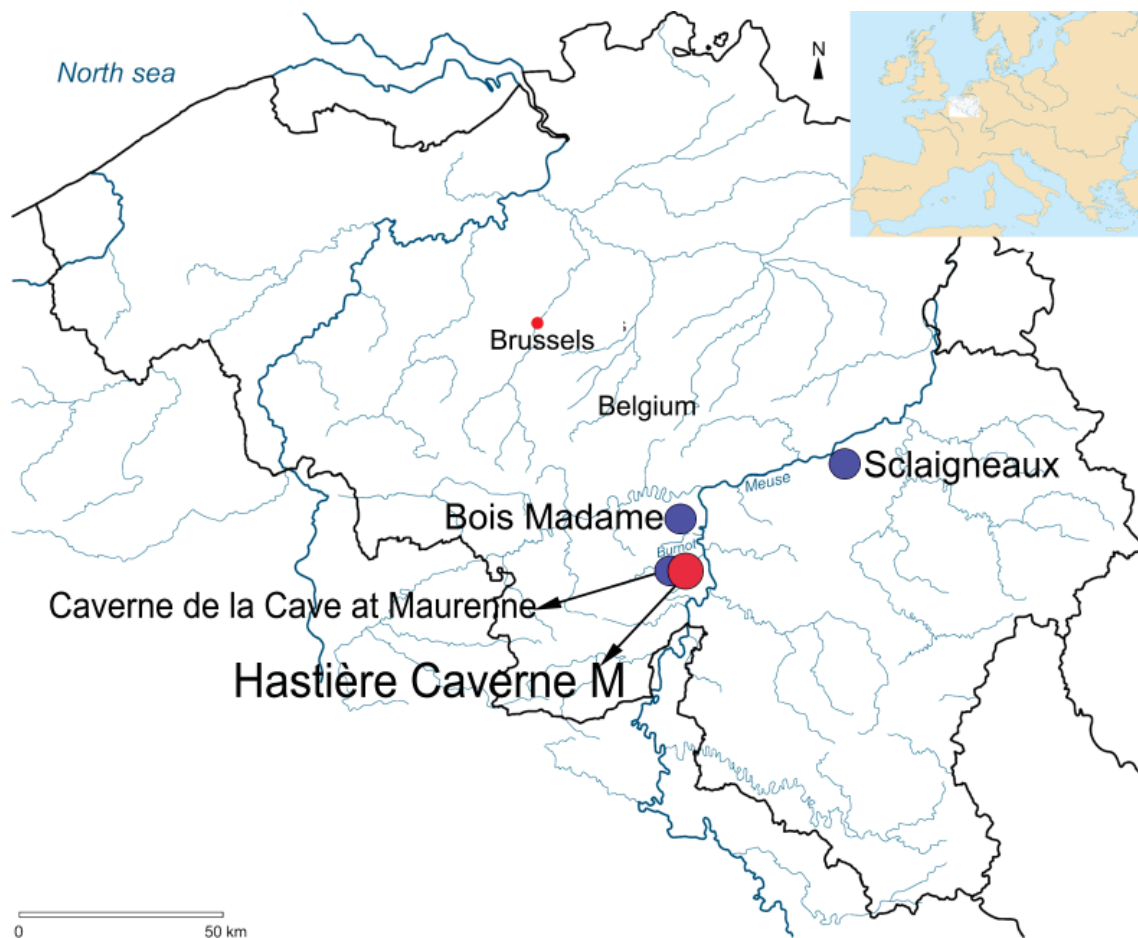 North sea
N
Brussels
;
Belgium
Sclaigneaux
Meuse
Bois Madame
Burnot
Caverne de la Cave at Maurenne
Hastière Caverne M
0
50 km